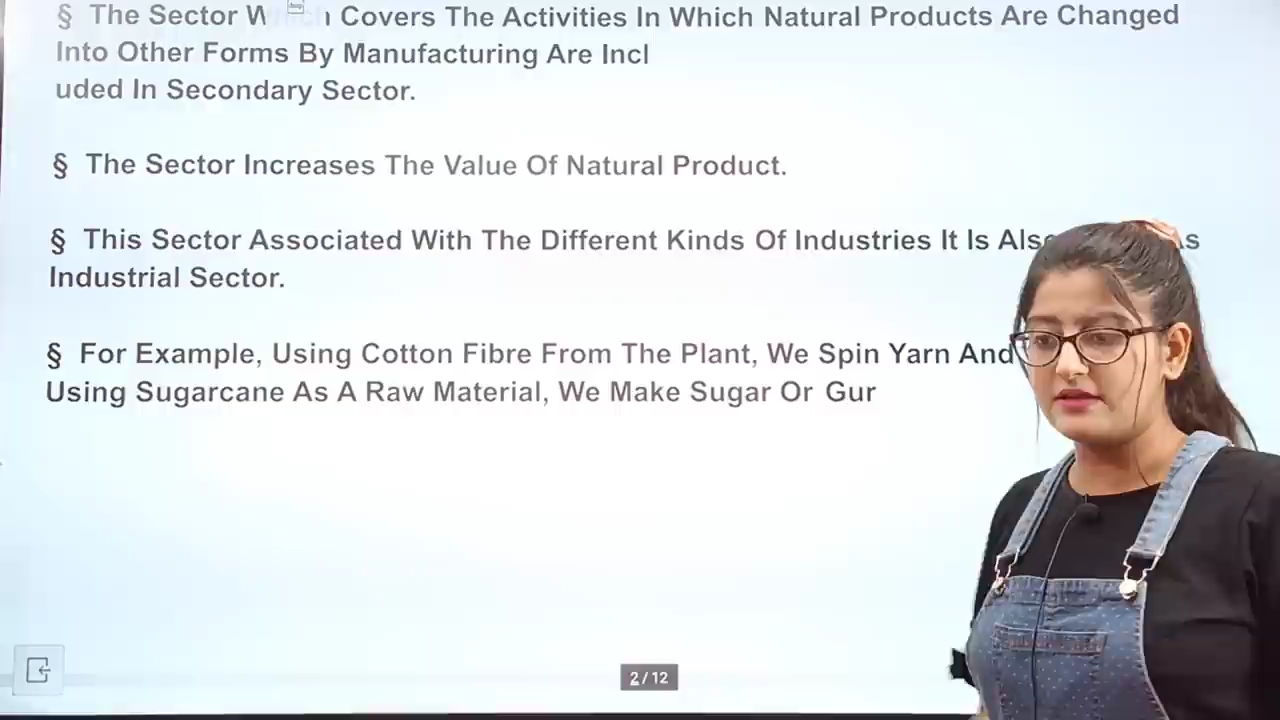 § The Sector Which Covers The Activities In Which Natural Products Are Changed
Into Other Forms By Manufacturing Are Incl
uded In Secondary Sector.
§ The Sector Increases The Value Of Natural Product.
§ This Sector Associated With The Different Kinds Of Industries It Is Also As
Industrial Sector.
§ For Example, Using Cotton Fibre From The Plant, We Spin Yarn And
Using Sugarcane As A Raw Material, We Make Sugar Or Gur
2 / 12